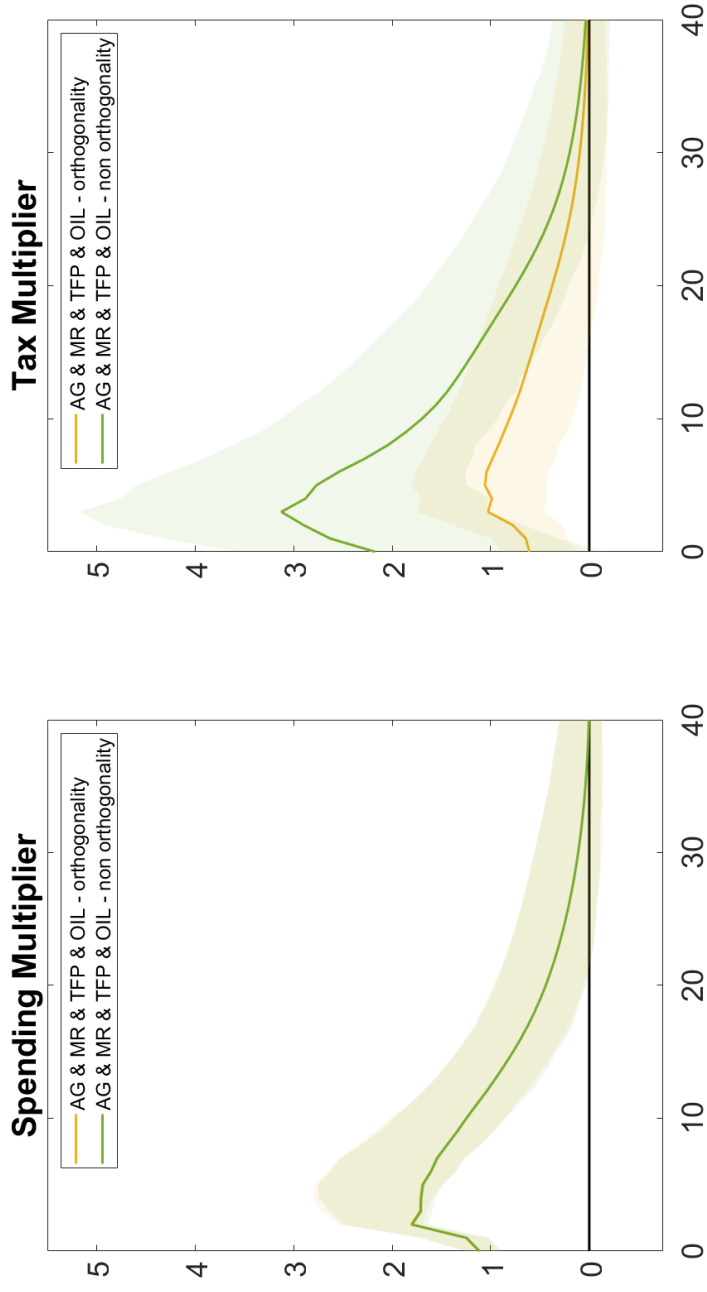 Spending Multiplier
AG & MR & TFP & OIL - orthogonality
AG & MR & TFP & OIL - non orthogonality
5
4
3
2
1
0
0 10 20 30 40
Tax Multiplier
AG & MR & TFP & OIL - orthogonality
AG & MR & TFP & OIL - non orthogonality
5
4
3
2
1
0
0 10 20 30 40